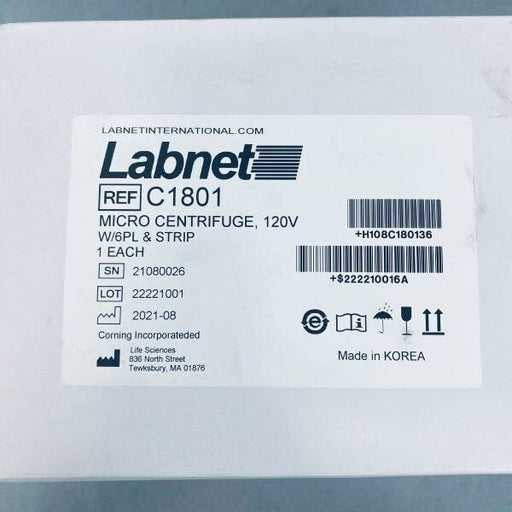 LABNETINTERNATIONAL.COM
Labnet
REF C1801
MICRO CENTRIFUGE, 120V
W/6PL & STRIP
1 EACH
SN 21080026
LOT 22221001
2021-08
Corning Incorporateded
Life Sciences
836 North Street
Tewksbury, MA 01876
+H108C180136
+$222210016A
Made in KOREA